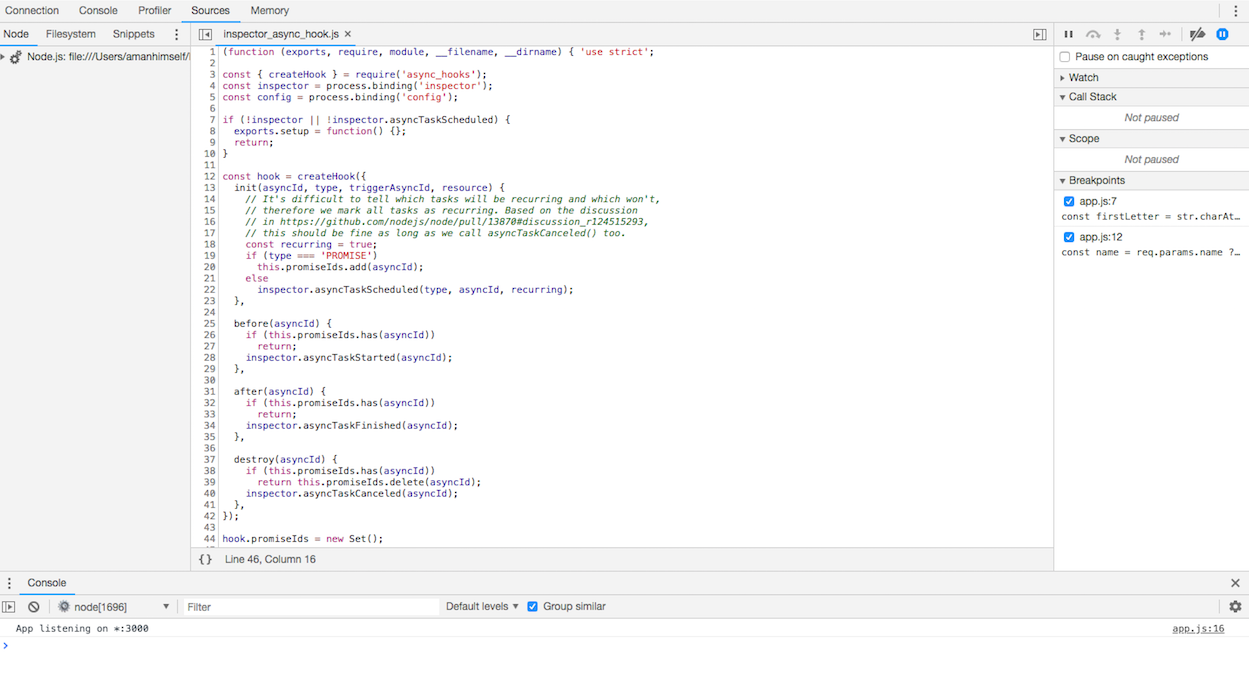 Connection Console Profiler Sources Memory
Node Filesystem Snippets
inspector_async_hook.js ×
Node.js: file:///Users/amanhimself/
1 (function (exports, require, module, __filename, __dirname) { 'use strict';
2
3 const { createHook } = require('async_hooks');
4 const inspector = process.binding('inspector');
5 const config = process.binding('config');
6
7 if (!inspector || !inspector.asyncTaskScheduled) {
8   exports.setup = function() {};
9   return;
10 }
11
12 const hook = createHook({
13   init(asyncId, type, triggerAsyncId, resource) {
14     // It's difficult to tell which tasks will be recurring and which won't,
15     // therefore we mark all tasks as recurring. Based on the discussion
16     // in https://github.com/nodejs/node/pull/13870#discussion_r124515293,
17     // this should be fine as long as we call asyncTaskCanceled() too.
18     const recurring = true;
19     if (type === 'PROMISE')
20       this.promiseIds.add(asyncId);
21     else
22       inspector.asyncTaskScheduled(type, asyncId, recurring);
23   },
24
25   before(asyncId) {
26     if (this.promiseIds.has(asyncId))
27       return;
28     inspector.asyncTaskStarted(asyncId);
29   },
30
31   after(asyncId) {
32     if (this.promiseIds.has(asyncId))
33       return;
34     inspector.asyncTaskFinished(asyncId);
35   },
36
37   destroy(asyncId) {
38     if (this.promiseIds.has(asyncId))
39       return this.promiseIds.delete(asyncId);
40     inspector.asyncTaskCanceled(asyncId);
41   },
42 });
43
44 hook.promiseIds = new Set();
{} Line 46, Column 16
Pause on caught exceptions
Watch
Call Stack
Not paused
Scope
Not paused
Breakpoints
app.js:7
const firstLetter = str.charAt…
app.js:12
const name = req.params.name ?…
Console
node[1696] Filter Default levels Group similar
App listening on *:3000 app.js:16
>